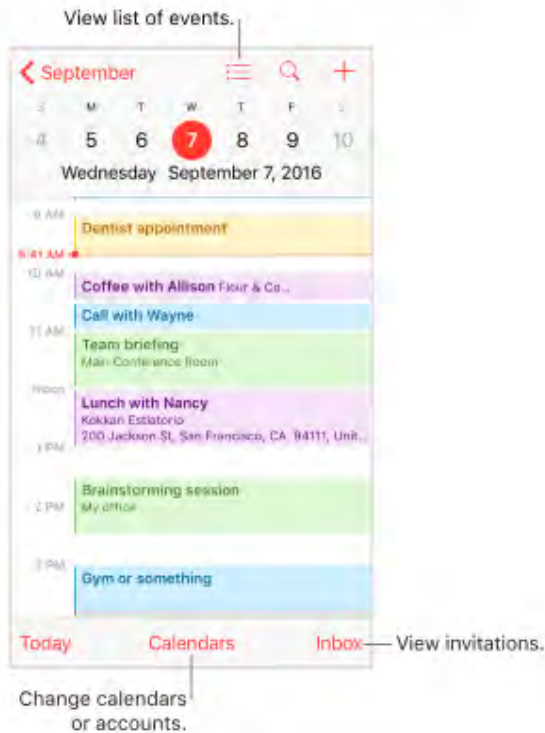 View list of events.
September
S M T W T F S
4 5 6 7 8 9 10
Wednesday September 7, 2016
9 AM
Dentist appointment
9:41 AM
10 AM
Coffee with Allison Flour & Co...
Call with Wayne
11 AM
Team briefing
Main Conference Room
Noon
Lunch with Nancy
Kokkari Estiatorio
200 Jackson St, San Francisco, CA 94111, Unit...
1 PM
Brainstorming session
2 PM My office
3 PM
Gym or something
Today Calendars Inbox
View invitations.
Change calendars
or accounts.